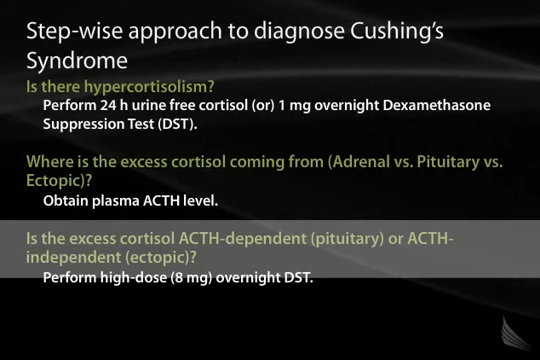 Step-wise approach to diagnose Cushing's
Syndrome
Is there hypercortisolism?
Perform 24 h urine free cortisol (or) 1 mg overnight Dexamethasone
Suppression Test (DST).
Where is the excess cortisol coming from (Adrenal vs. Pituitary vs.
Ectopic)?
Obtain plasma ACTH level.
Is the excess cortisol ACTH-dependent (pituitary) or ACTH-
independent (ectopic)?
Perform high-dose (8 mg) overnight DST.